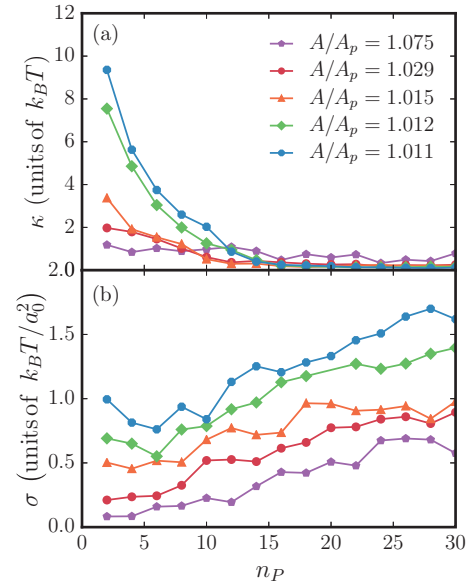 (a)
A/A_p = 1.075
A/A_p = 1.029
A/A_p = 1.015
A/A_p = 1.012
A/A_p = 1.011
κ (units of k_BT)
12
10
8
6
4
2
2.0
(b)
σ (units of k_BT/a_0^2)
1.5
1.0
0.5
0.0
0 5 10 15 20 25 30
n_P